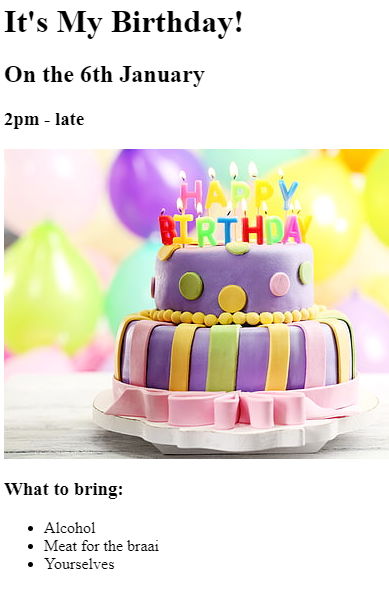 It's My Birthday!
On the 6th January
2pm - late
HAPPY
BIRTHDAY
What to bring:
Alcohol
Meat for the braai
Yourselves